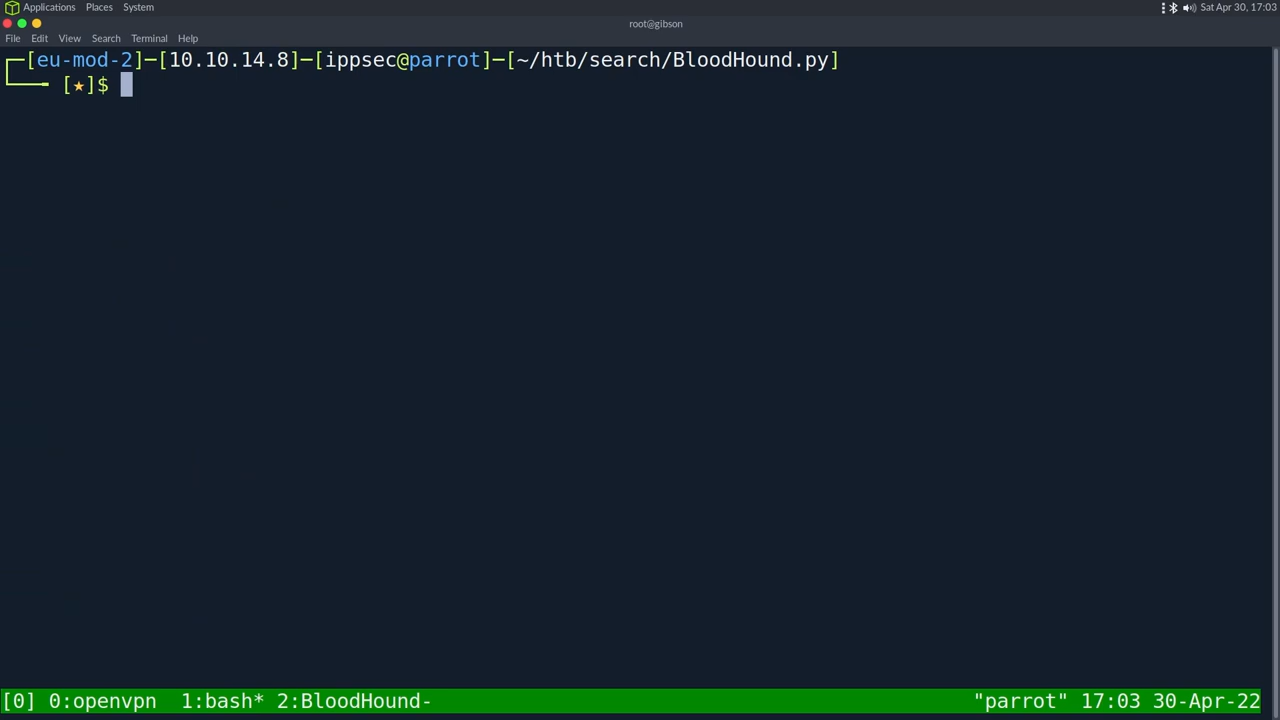 Applications Places System Sat Apr 30, 17:03
root@gibson
File Edit View Search Terminal Help
┌─[eu-mod-2]─[10.10.14.8]─[ippsec@parrot]─[~/htb/search/BloodHound.py]
└──╼ [★]$
[0] 0:openvpn 1:bash* 2:BloodHound- "parrot" 17:03 30-Apr-22